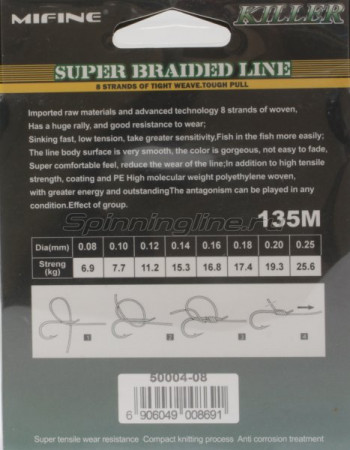 MIFINE KILLER
SUPER BRAIDED LINE
8 STRANDS OF TIGHT WEAVE.TOUGH PULL
Imported raw materials and advanced technology 8 strands of woven,
Has a huge rally, and good resistance to wear;
Sinking fast, low tension, take greater sensitivity,Fish in the fish more easily;
The line body surface is very smooth, the color is gorgeous, not easy to fade,
Super comfortable feel, reduce the wear of the line;In addition to high tensile
strength, coating and PE High molecular weight polyethylene woven,
with greater energy and outstandingThe antagonism can be played in
combination.Effect of group.
Spinningline.ru
135M
Dia(mm) 0.08 0.10 0.12 0.14 0.16 0.18 0.20 0.25
Streng (kg) 6.9 7.7 11.2 15.3 16.8 17.4 19.3 25.6
1 2 3 4
50004-08
6 906049 008691
Super tensile wear resistance Compact knitting process Anti corrosion treatment